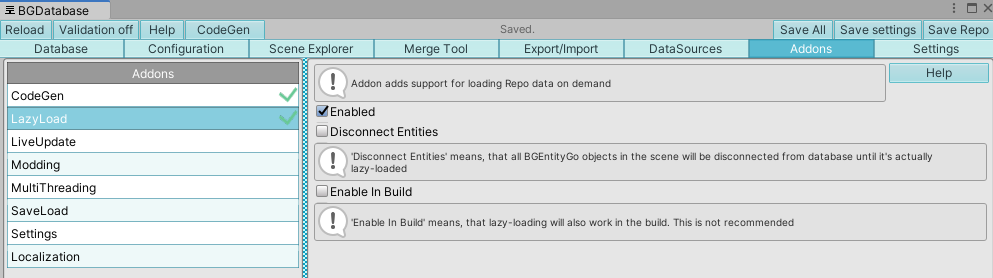 BGDatabase
Reload Validation off Help CodeGen Saved. Save All Save settings Save Repo
Database Configuration Scene Explorer Merge Tool Export/Import DataSources Addons Settings
Addons
CodeGen
LazyLoad
LiveUpdate
Modding
MultiThreading
SaveLoad
Settings
Localization
Addon adds support for loading Repo data on demand
Help
Enabled
Disconnect Entities
'Disconnect Entities' means, that all BGEntityGo objects in the scene will be disconnected from database until it's actually
lazy-loaded
Enable In Build
'Enable In Build' means, that lazy-loading will also work in the build. This is not recommended